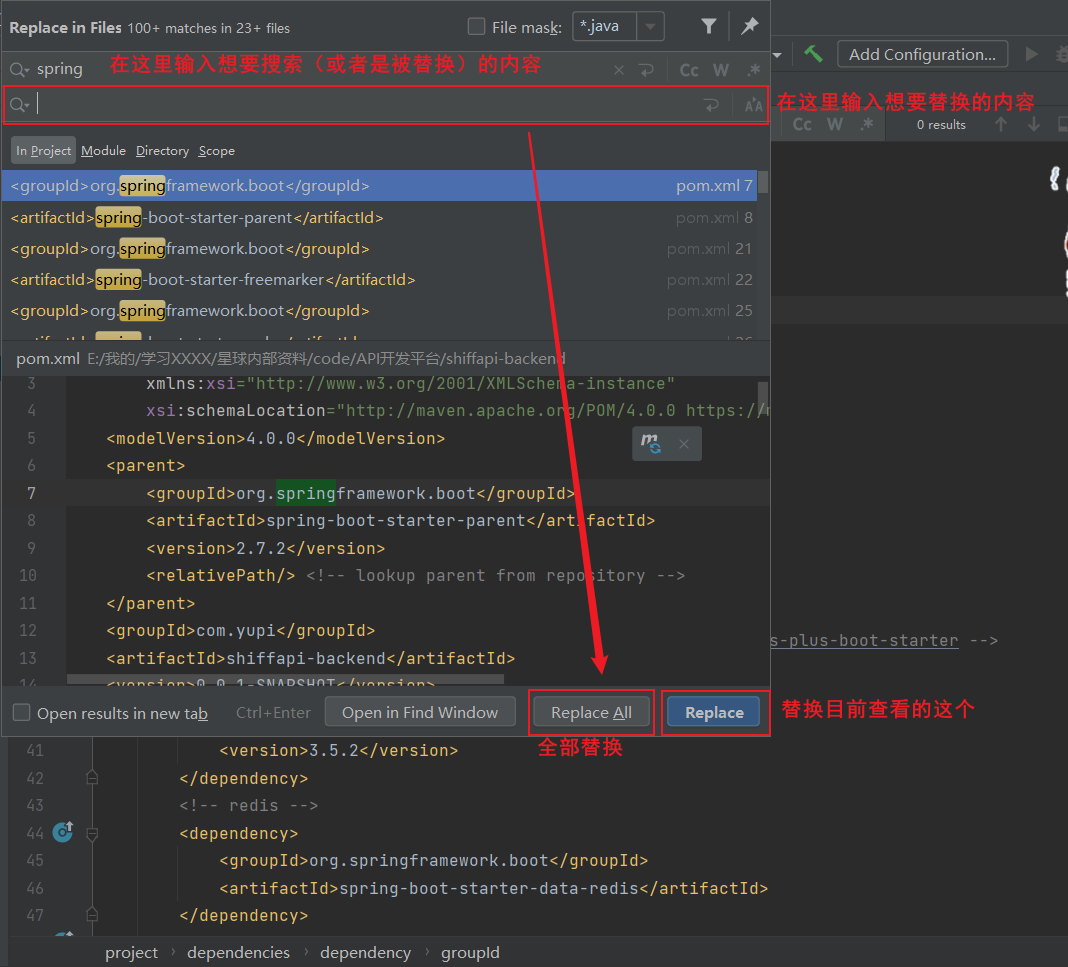 Replace in Files 100+ matches in 23+ files
File mask:
*.java
Add Configuration...
spring
在这里输入想要搜索（或者是被替换）的内容
Cc W .*
在这里输入想要替换的内容
Cc W .*
0 results
In Project Module Directory Scope
<groupId>org.springframework.boot</groupId> pom.xml 7
<artifactId>spring-boot-starter-parent</artifactId> pom.xml 8
<groupId>org.springframework.boot</groupId> pom.xml 21
<artifactId>spring-boot-starter-freemarker</artifactId> pom.xml 22
<groupId>org.springframework.boot</groupId> pom.xml 25
pom.xml E:/我的/学习XXXX/星球内部资料/code/API开发平台/shiffapi-backend
3 xmlns:xsi="http://www.w3.org/2001/XMLSchema-instance"
4 xsi:schemaLocation="http://maven.apache.org/POM/4.0.0 https://
5 <modelVersion>4.0.0</modelVersion>
6 <parent>
7 <groupId>org.springframework.boot</groupId>
8 <artifactId>spring-boot-starter-parent</artifactId>
9 <version>2.7.2</version>
10 <relativePath/> <!-- lookup parent from repository -->
11 </parent>
12 <groupId>com.yupi</groupId>
13 <artifactId>shiffapi-backend</artifactId>
14 <version>0.0.1-SNAPSHOT</version>
s-plus-boot-starter -->
Open results in new tab
Ctrl+Enter
Open in Find Window
Replace All
Replace
替换目前查看的这个
全部替换
41 <version>3.5.2</version>
42 </dependency>
43 <!-- redis -->
44 <dependency>
45 <groupId>org.springframework.boot</groupId>
46 <artifactId>spring-boot-starter-data-redis</artifactId>
47 </dependency>
project › dependencies › dependency › groupId